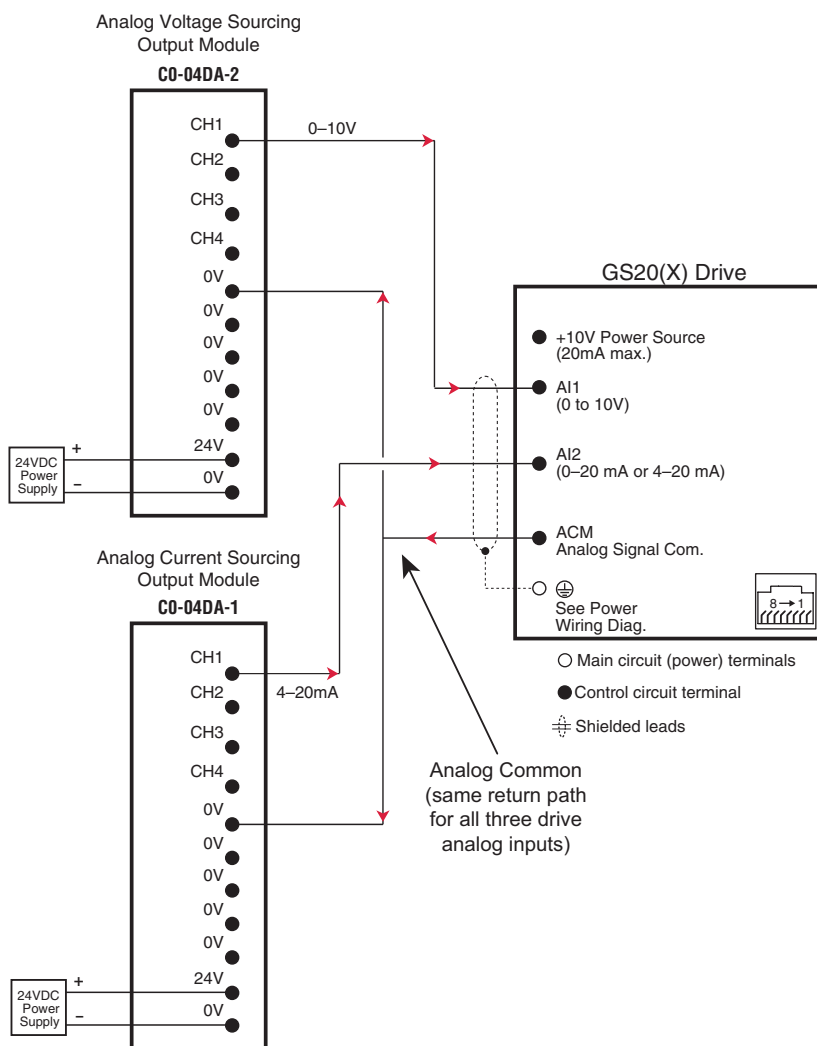 Analog Voltage Sourcing
Output Module
C0-04DA-2
CH1
0–10V
CH2
CH3
CH4
0V
0V
0V
0V
0V
24V
0V
+
–
24VDC
Power
Supply
GS20(X) Drive
+10V Power Source
(20mA max.)
AI1
(0 to 10V)
AI2
(0–20 mA or 4–20 mA)
ACM
Analog Signal Com.
See Power
Wiring Diag.
8→1
Main circuit (power) terminals
Control circuit terminal
Shielded leads
Analog Common
(same return path
for all three drive
analog inputs)
Analog Current Sourcing
Output Module
C0-04DA-1
CH1
4–20mA
CH2
CH3
CH4
0V
0V
0V
0V
0V
24V
0V
+
–
24VDC
Power
Supply